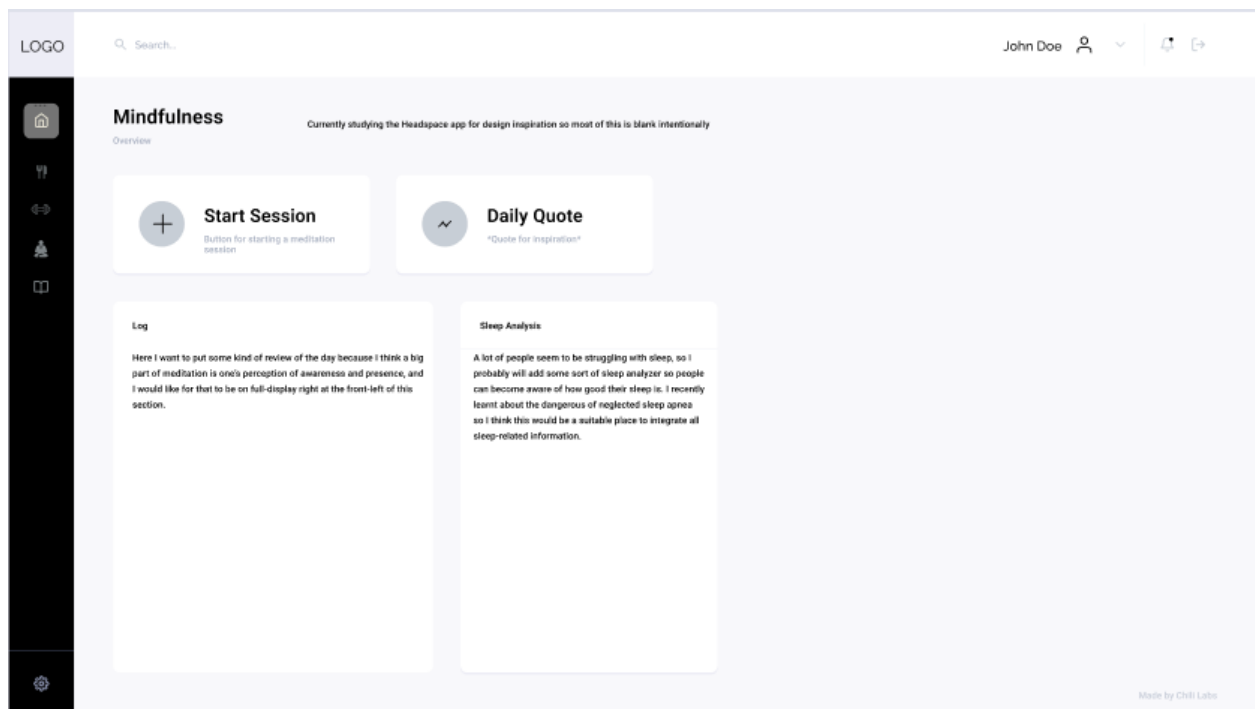 LOGO
Search...
John Doe
Mindfulness
Currently studying the Headspace app for design inspiration so most of this is blank intentionally
Overview
Start Session
Button for starting a meditation
session
Daily Quote
*Quote for inspiration*
Log
Here I want to put some kind of review of the day because I think a big
part of meditation is one's perception of awareness and presence, and
I would like for that to be on full-display right at the front-left of this
section.
Sleep Analysis
A lot of people seem to be struggling with sleep, so I
probably will add some sort of sleep analyzer so people
can become aware of how good their sleep is. I recently
learnt about the dangerous of neglected sleep apnea
so I think this would be a suitable place to integrate all
sleep-related information.
Made by Chili Labs